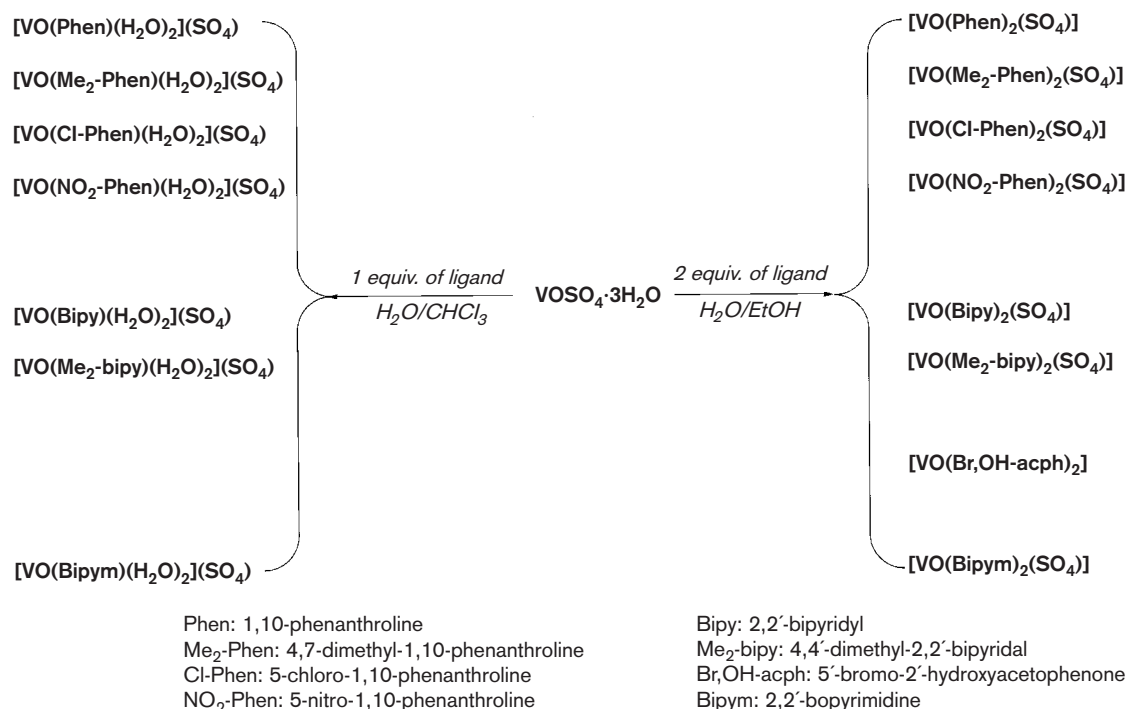 [VO(Phen)(H₂O)₂](SO₄)
[VO(Me₂-Phen)(H₂O)₂](SO₄)
[VO(Cl-Phen)(H₂O)₂](SO₄)
[VO(NO₂-Phen)(H₂O)₂](SO₄)
[VO(Bipy)(H₂O)₂](SO₄)
[VO(Me₂-bipy)(H₂O)₂](SO₄)
[VO(Bipym)(H₂O)₂](SO₄)
1 equiv. of ligand
H₂O/CHCl₃
VOSO₄·3H₂O
2 equiv. of ligand
H₂O/EtOH
[VO(Phen)₂(SO₄)]
[VO(Me₂-Phen)₂(SO₄)]
[VO(Cl-Phen)₂(SO₄)]
[VO(NO₂-Phen)₂(SO₄)]
[VO(Bipy)₂(SO₄)]
[VO(Me₂-bipy)₂(SO₄)]
[VO(Br,OH-acph)₂]
[VO(Bipym)₂(SO₄)]
Phen: 1,10-phenanthroline
Me₂-Phen: 4,7-dimethyl-1,10-phenanthroline
Cl-Phen: 5-chloro-1,10-phenanthroline
NO₂-Phen: 5-nitro-1,10-phenanthroline
Bipy: 2,2´-bipyridyl
Me₂-bipy: 4,4´-dimethyl-2,2´-bipyridal
Br,OH-acph: 5´-bromo-2´-hydroxyacetophenone
Bipym: 2,2´-bopyrimidine